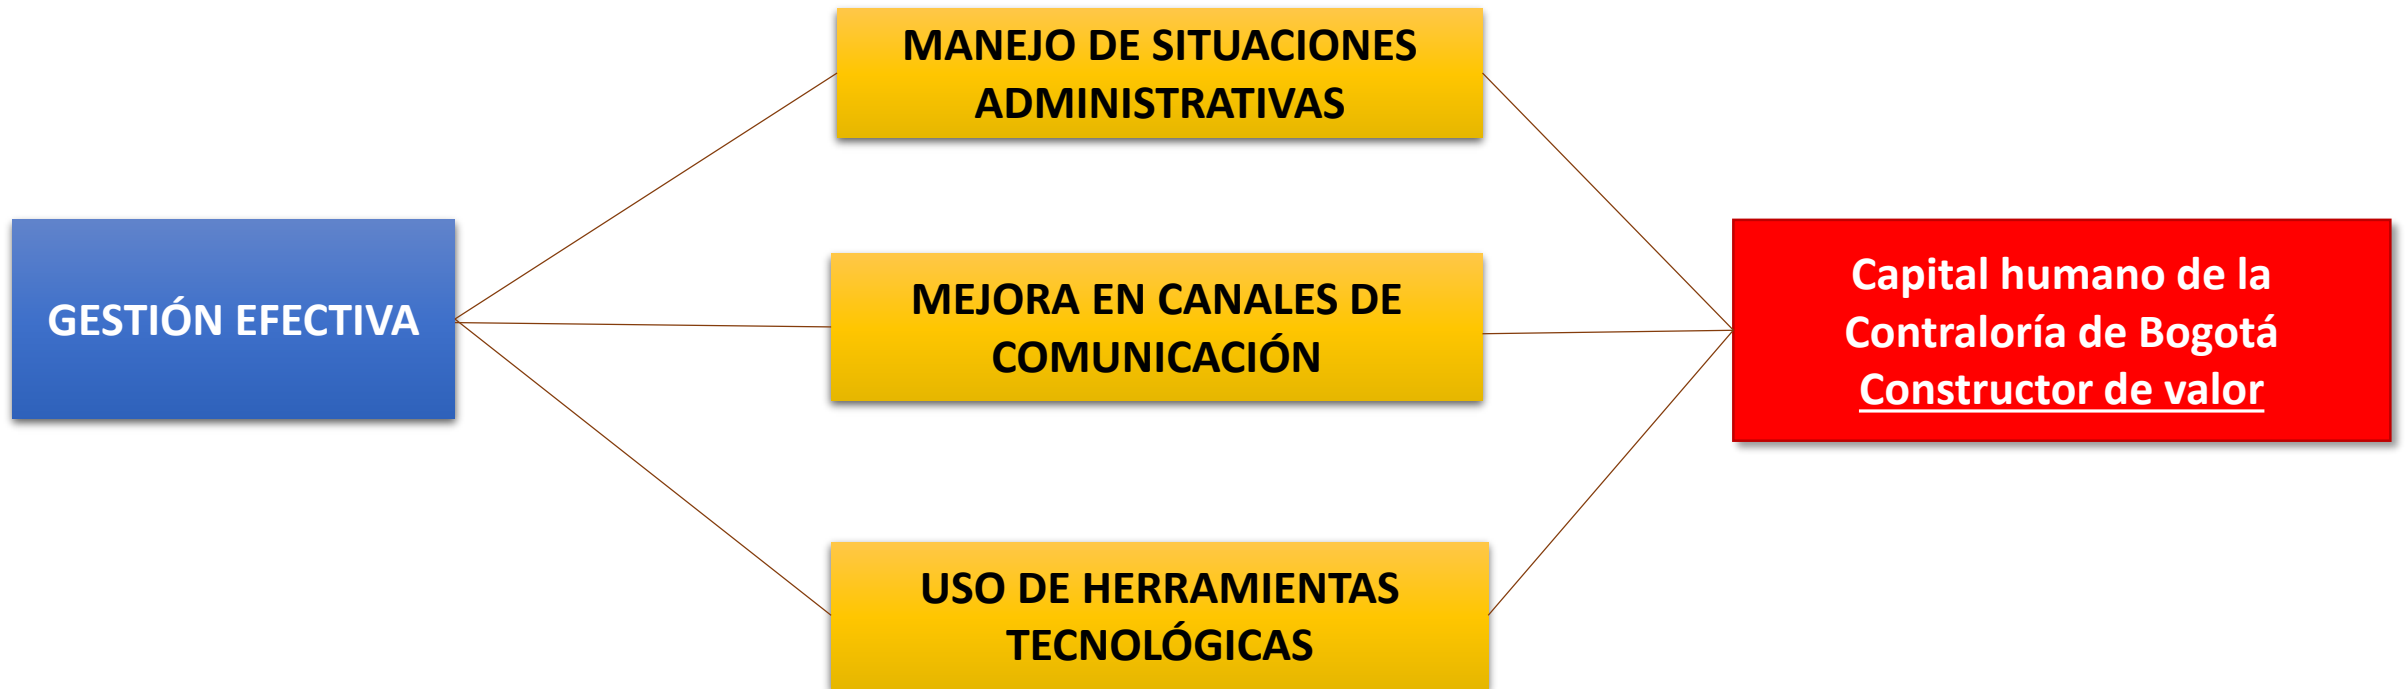 MANEJO DE SITUACIONES
ADMINISTRATIVAS
GESTIÓN EFECTIVA
MEJORA EN CANALES DE
COMUNICACIÓN
Capital humano de la
Contraloría de Bogotá
Constructor de valor
USO DE HERRAMIENTAS
TECNOLÓGICAS